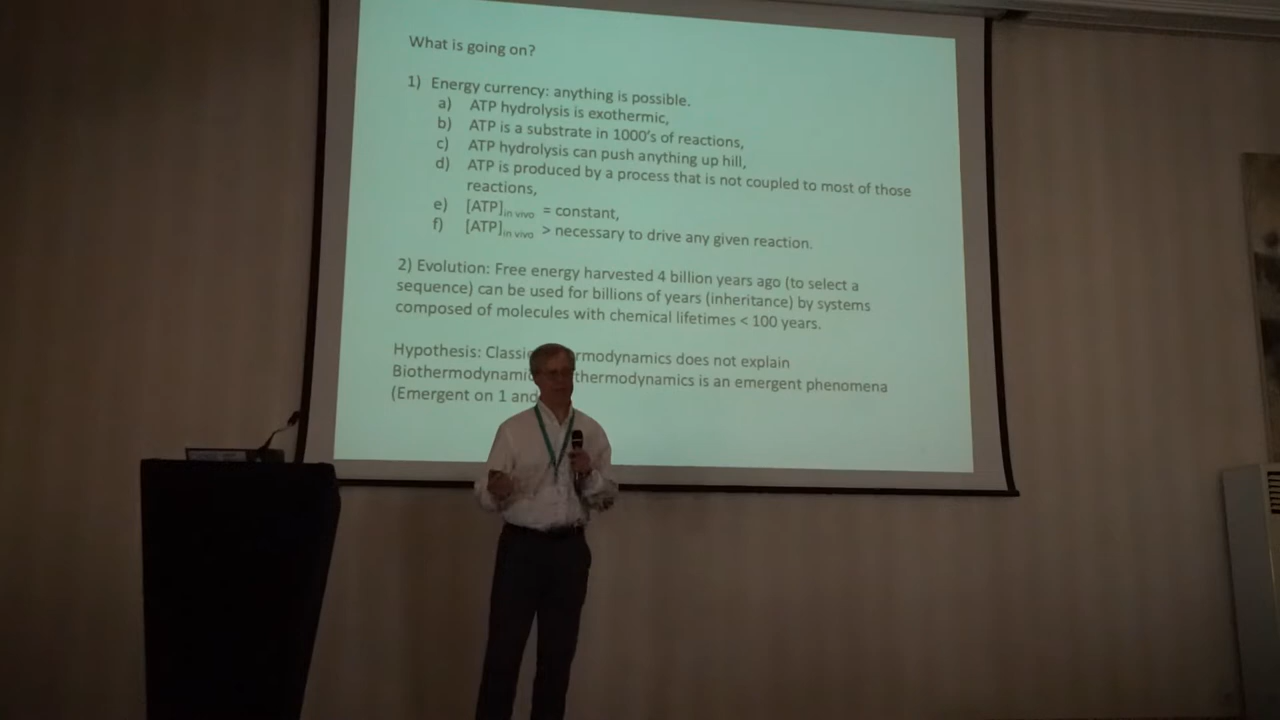 What is going on?
1) Energy currency: anything is possible.
a) ATP hydrolysis is exothermic,
b) ATP is a substrate in 1000's of reactions,
c) ATP hydrolysis can push anything up hill,
d) ATP is produced by a process that is not coupled to most of those
reactions,
e) [ATP]in vivo = constant,
f) [ATP]in vivo > necessary to drive any given reaction.
2) Evolution: Free energy harvested 4 billion years ago (to select a
sequence) can be used for billions of years (inheritance) by systems
composed of molecules with chemical lifetimes < 100 years.
Hypothesis: Classi rmodynamics does not explain
Biothermodynami thermodynamics is an emergent phenomena
(Emergent on 1 and